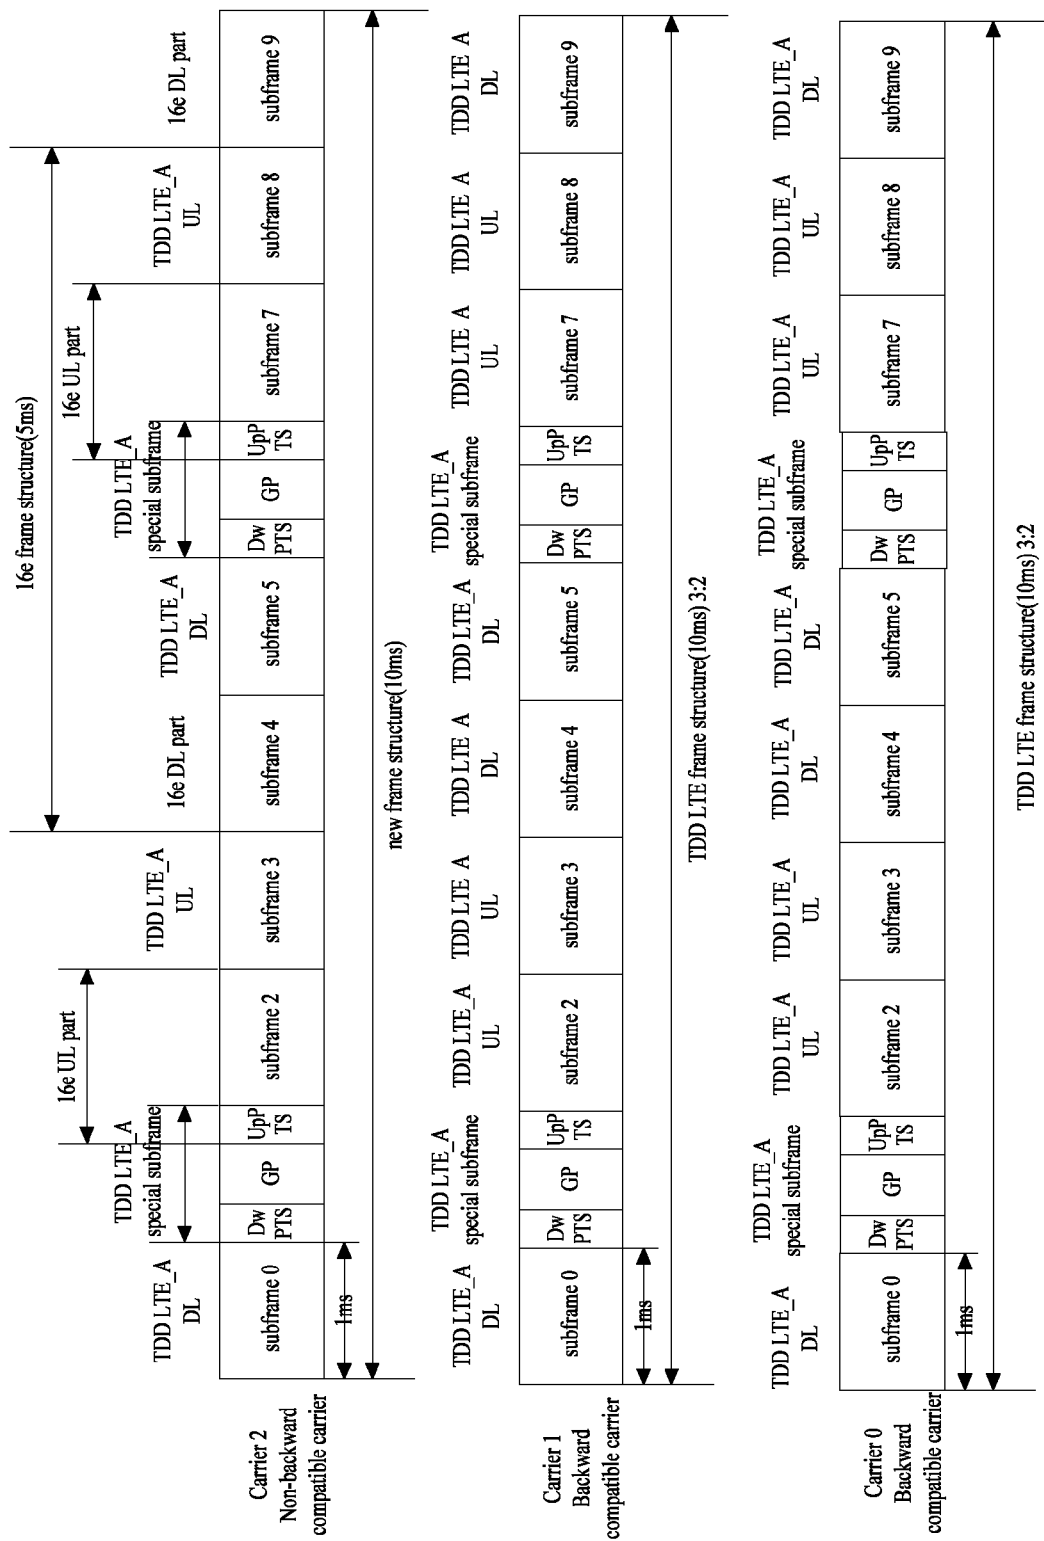 16e frame structure(5ms)
16e UL part
16e UL part
TDD LTE_A
DL
TDD LTE_A
special subframe
TDD LTE_A
UL
16e DL part
TDD LTE_A
DL
TDD LTE_A
special subframe
TDD LTE_A
UL
16e DL part
Carrier 2
Non-backward
compatible carrier
subframe 0
Dw
PTS
GP
UpP
TS
subframe 2
subframe 3
subframe 4
subframe 5
Dw
PTS
GP
UpP
TS
subframe 7
subframe 8
subframe 9
1ms
new frame structure(10ms)
TDD LTE_A
DL
TDD LTE_A
special subframe
TDD LTE_A
UL
TDD LTE A
UL
TDD LTE_A
DL
TDD LTE_A
DL
TDD LTE_A
special subframe
TDD LTE A
UL
TDD LTE A
UL
TDD LTE A
DL
Carrier 1
Backward
compatible carrier
subframe 0
Dw
PTS
GP
UpP
TS
subframe 2
subframe 3
subframe 4
subframe 5
Dw
PTS
GP
UpP
TS
subframe 7
subframe 8
subframe 9
1ms
TDD LTE frame structure(10ms) 3:2
TDD LTE_A
DL
TDD LTE_A
special subframe
TDD LTE_A
UL
TDD LTE_A
UL
TDD LTE_A
DL
TDD LTE_A
DL
TDD LTE_A
special subframe
TDD LTE_A
UL
TDD LTE_A
UL
TDD LTE_A
DL
Carrier 0
Backward
compatible carrier
subframe 0
Dw
PTS
GP
UpP
TS
subframe 2
subframe 3
subframe 4
subframe 5
Dw
PTS
GP
UpP
TS
subframe 7
subframe 8
subframe 9
1ms
TDD LTE frame structure(10ms) 3:2